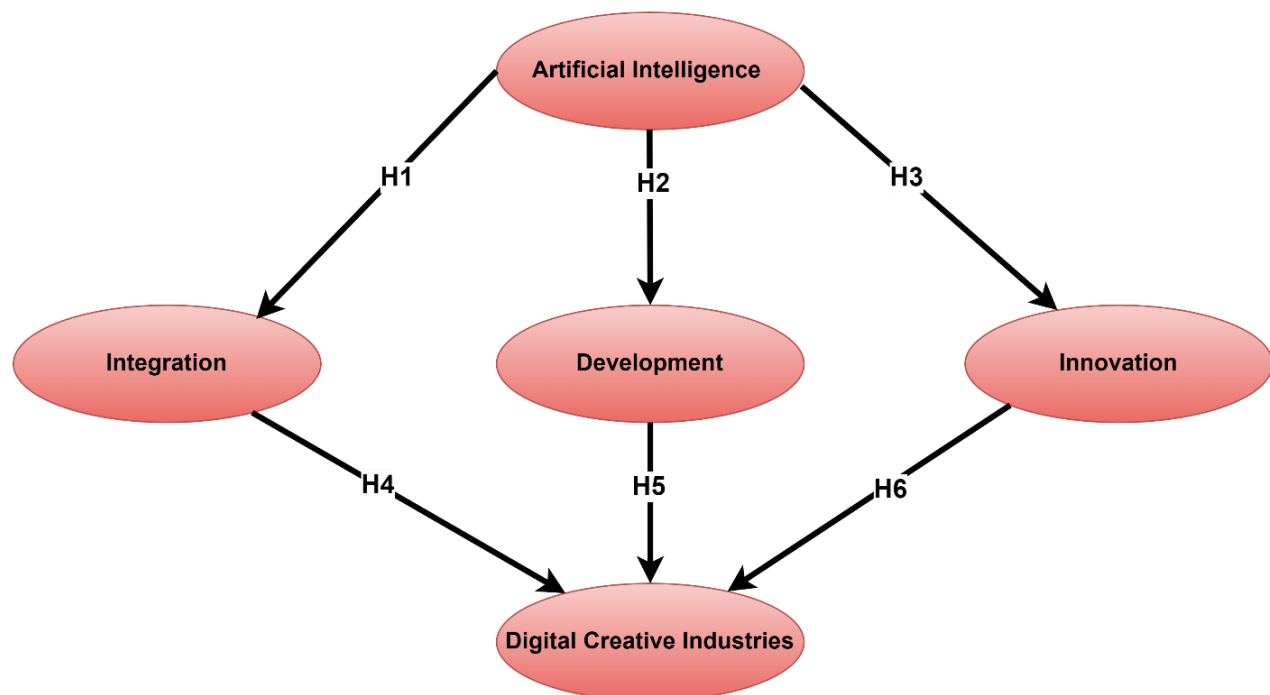 Artificial Intelligence
H1
H2
H3
Integration
Development
Innovation
H4
H5
H6
Digital Creative Industries